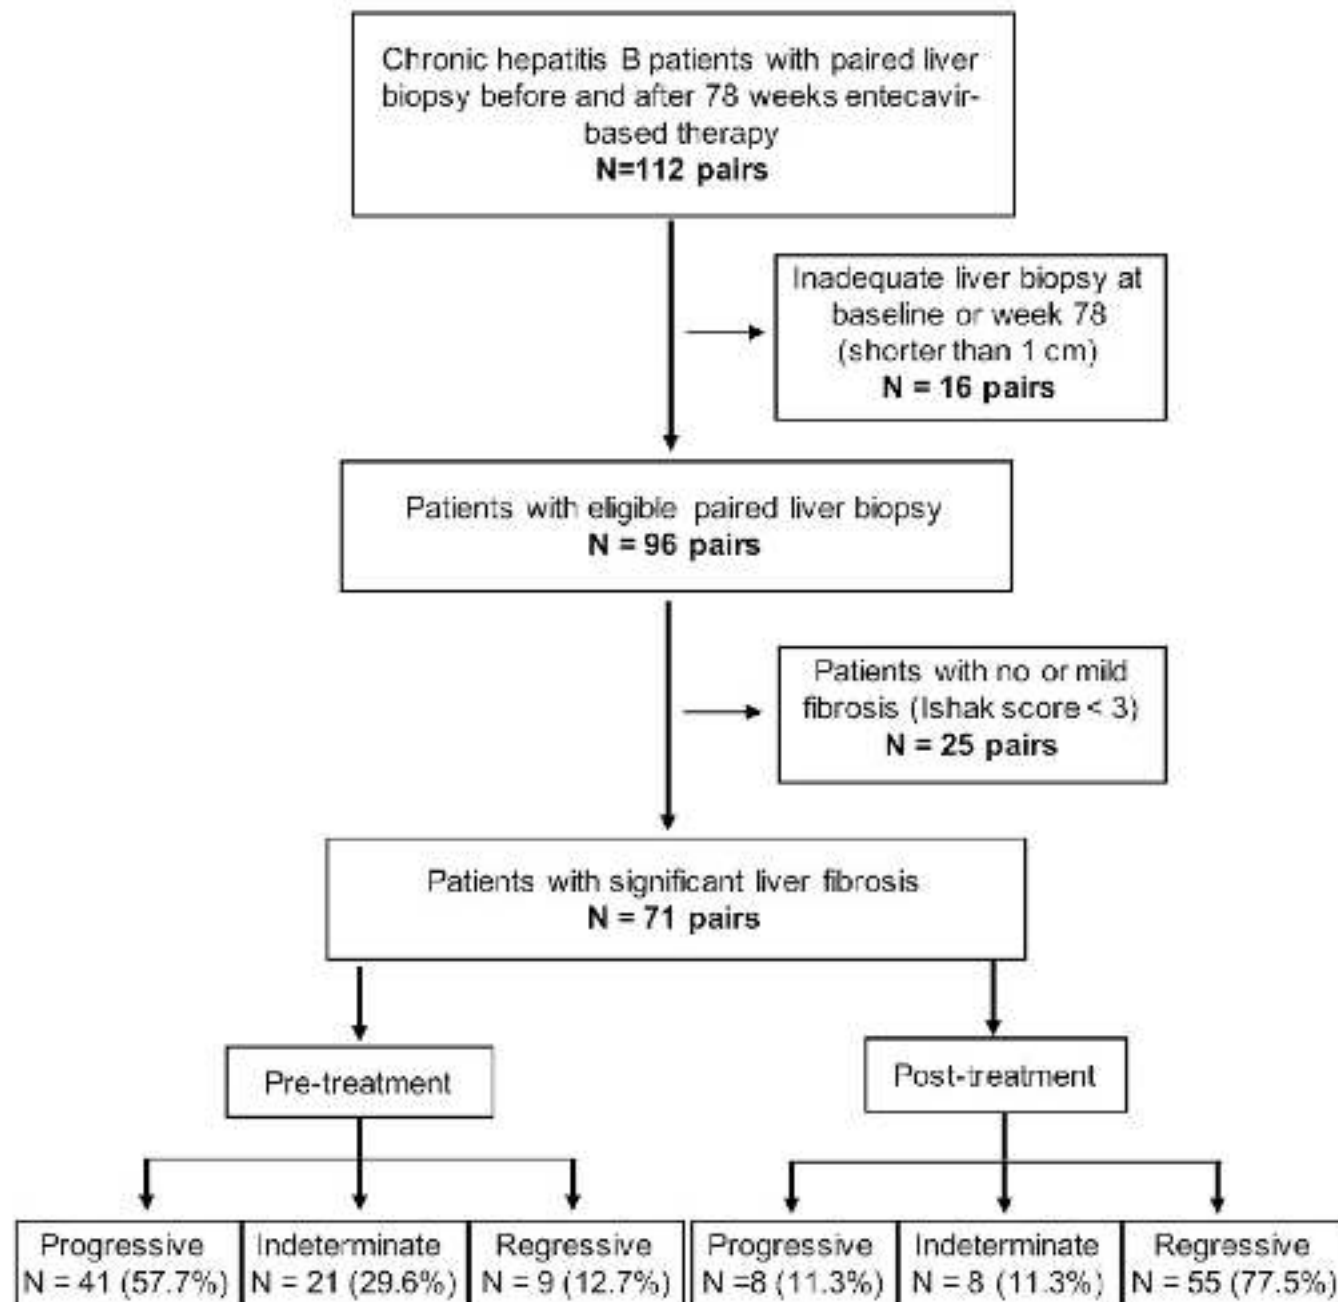 Chronic hepatitis B patients with paired liver
biopsy before and after 78 weeks entecavir-
based therapy
N=112 pairs
Inadequate liver biopsy at
baseline or week 78
(shorter than 1 cm)
N = 16 pairs
Patients with eligible paired liver biopsy
N = 96 pairs
Patients with no or mild
fibrosis (Ishak score < 3)
N = 25 pairs
Patients with significant liver fibrosis
N = 71 pairs
Pre-treatment
Post-treatment
Progressive
N = 41 (57.7%)
Indeterminate
N = 21 (29.6%)
Regressive
N = 9 (12.7%)
Progressive
N =8 (11.3%)
Indeterminate
N = 8 (11.3%)
Regressive
N = 55 (77.5%)